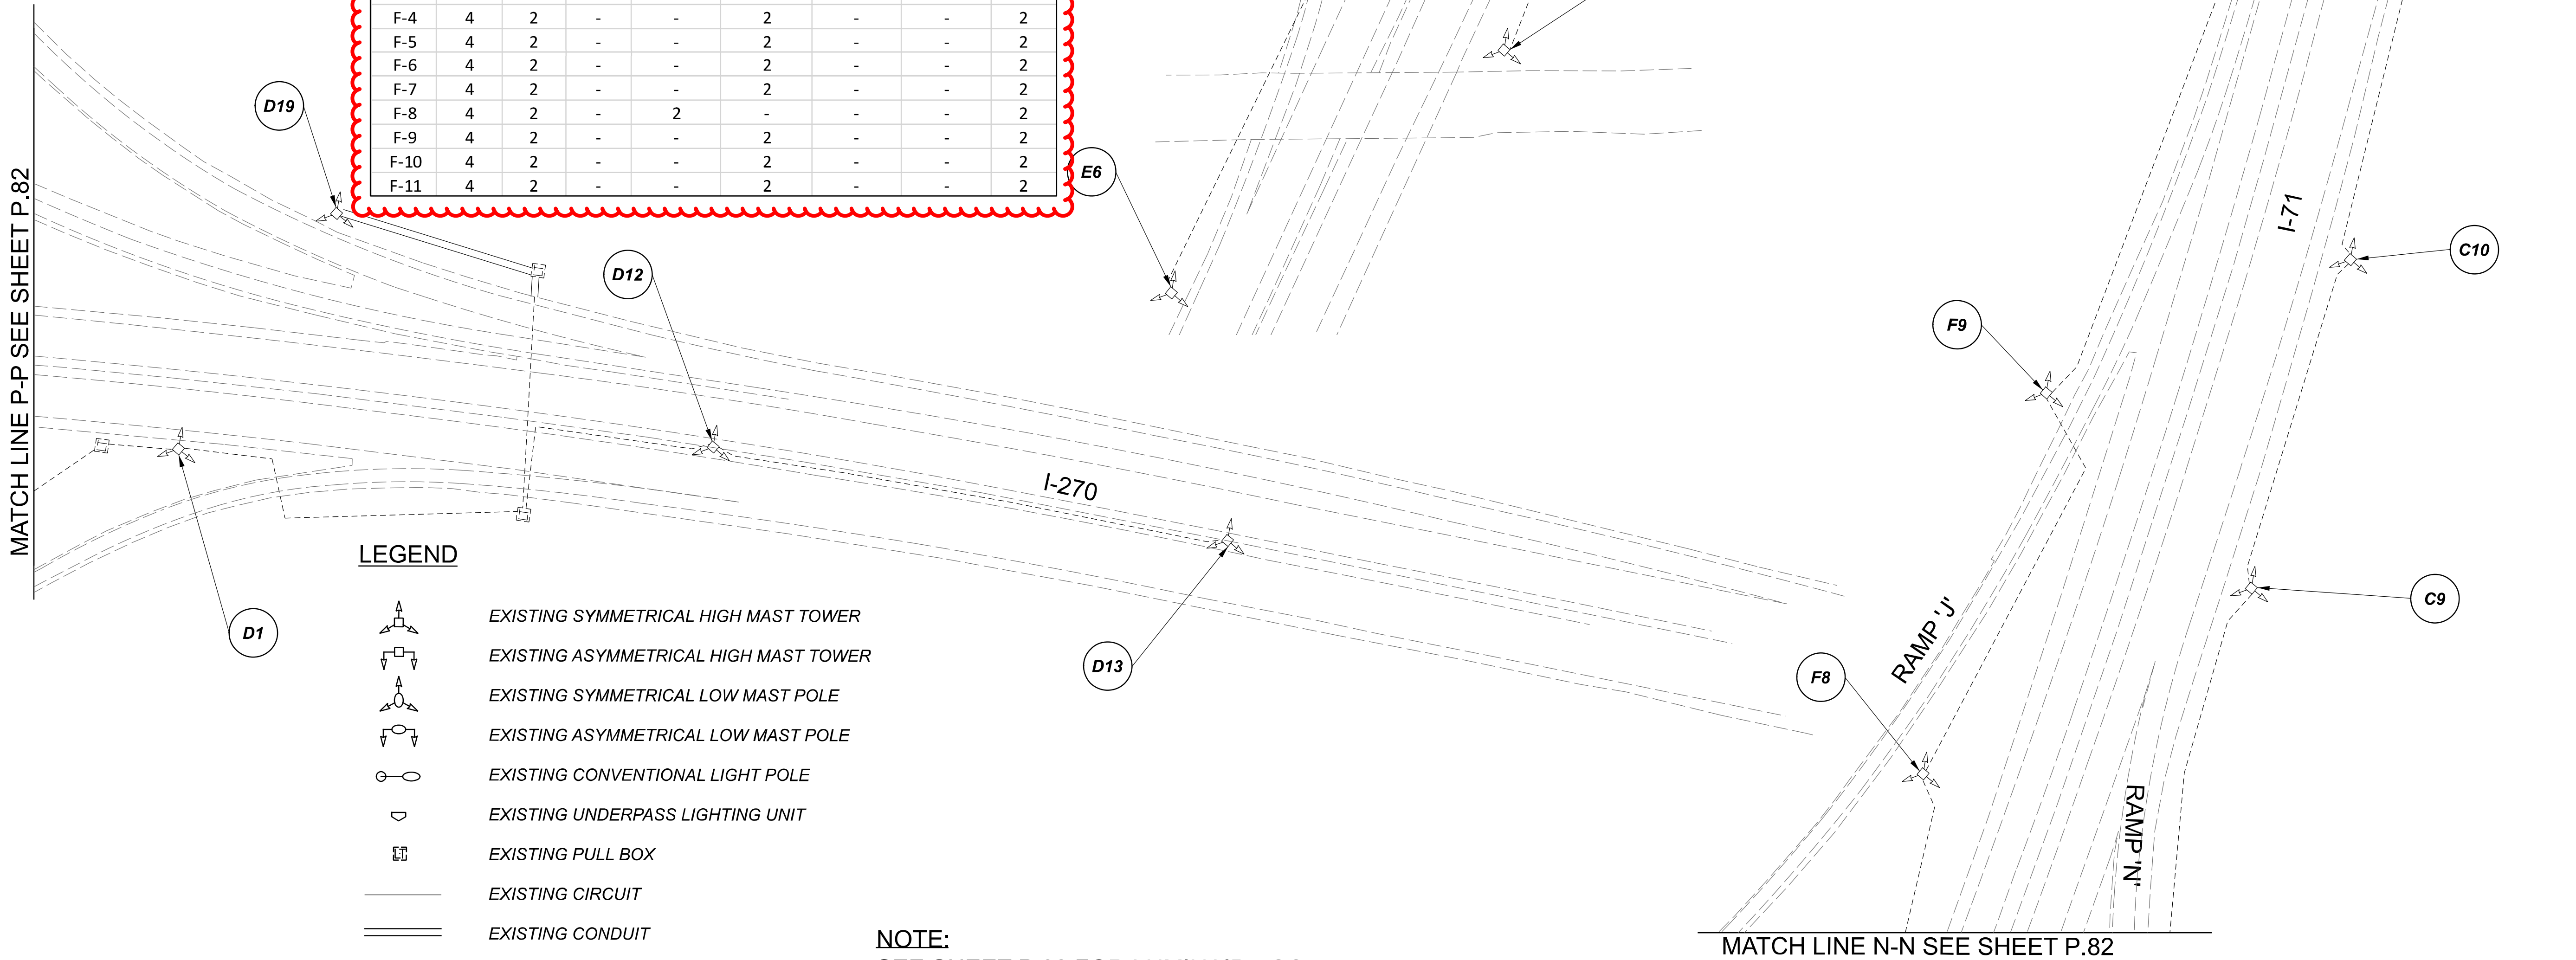 F-4 4 2 - - 2 - - 2
F-5 4 2 - - 2 - - 2
F-6 4 2 - - 2 - - 2
F-7 4 2 - - 2 - - 2
F-8 4 2 - 2 - - - 2
F-9 4 2 - - 2 - - 2
F-10 4 2 - - 2 - - 2
F-11 4 2 - - 2 - - 2
MATCH LINE P-P SEE SHEET P.82
D19
D12
D1
D13
E6
I-270
I-71
C10
F9
C9
F8
RAMP 'J'
RAMP 'N'
LEGEND
EXISTING SYMMETRICAL HIGH MAST TOWER
EXISTING ASYMMETRICAL HIGH MAST TOWER
EXISTING SYMMETRICAL LOW MAST POLE
EXISTING ASYMMETRICAL LOW MAST POLE
EXISTING CONVENTIONAL LIGHT POLE
EXISTING UNDERPASS LIGHTING UNIT
EXISTING PULL BOX
EXISTING CIRCUIT
EXISTING CONDUIT
NOTE:
MATCH LINE N-N SEE SHEET P.82